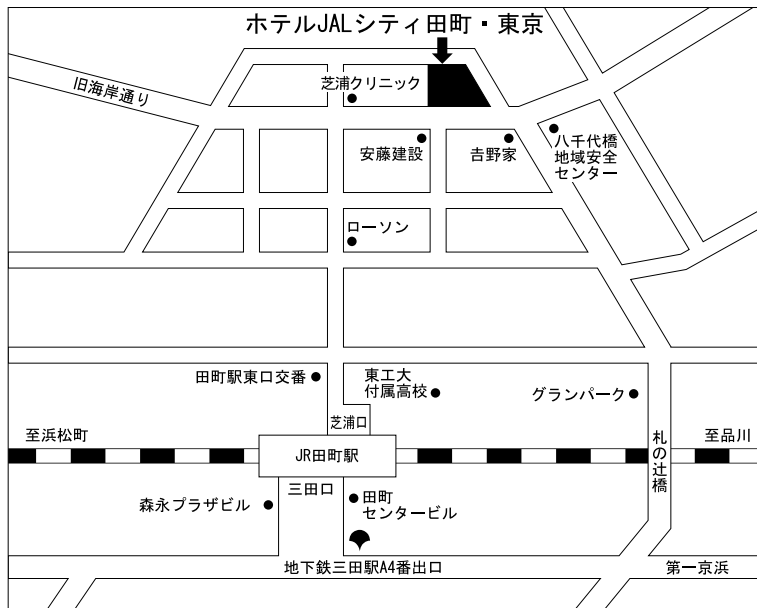 ホテルJALシティ田町・東京
旧海岸通り
芝浦クリニック
安藤建設
𠮷野家
八千代橋
地域安全
センター
ローソン
田町駅東口交番
東工大
付属高校
グランパーク
芝浦口
至浜松町
JR田町駅
至品川
札の辻橋
三田口
森永プラザビル
田町
センタービル
地下鉄三田駅A4番出口
第一京浜